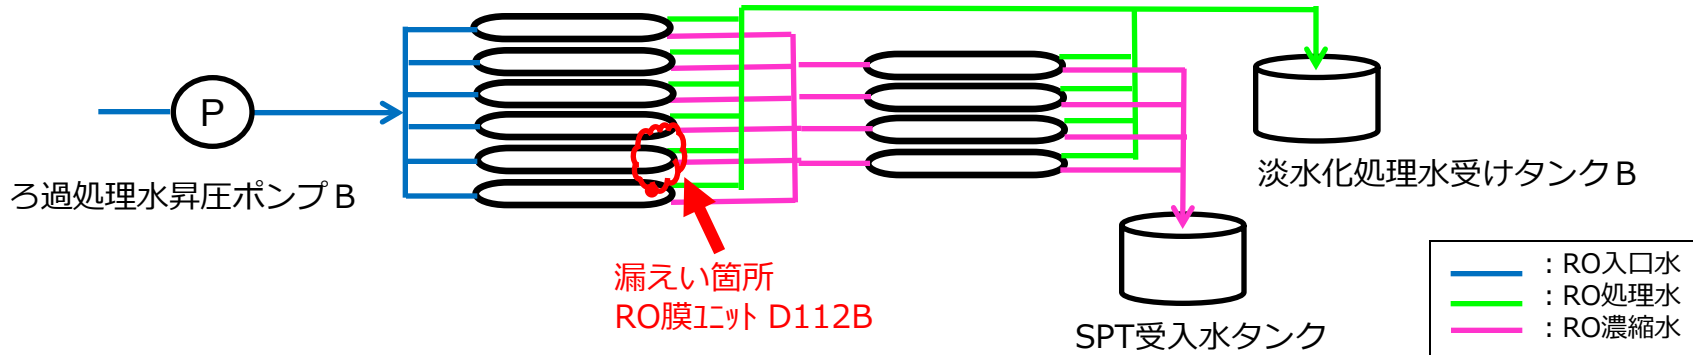 P
ろ過処理水昇圧ポンプB
漏えい箇所
RO膜ﾕﾆｯﾄ D112B
淡水化処理水受けタンクB
SPT受入水タンク
：RO入口水
：RO処理水
：RO濃縮水